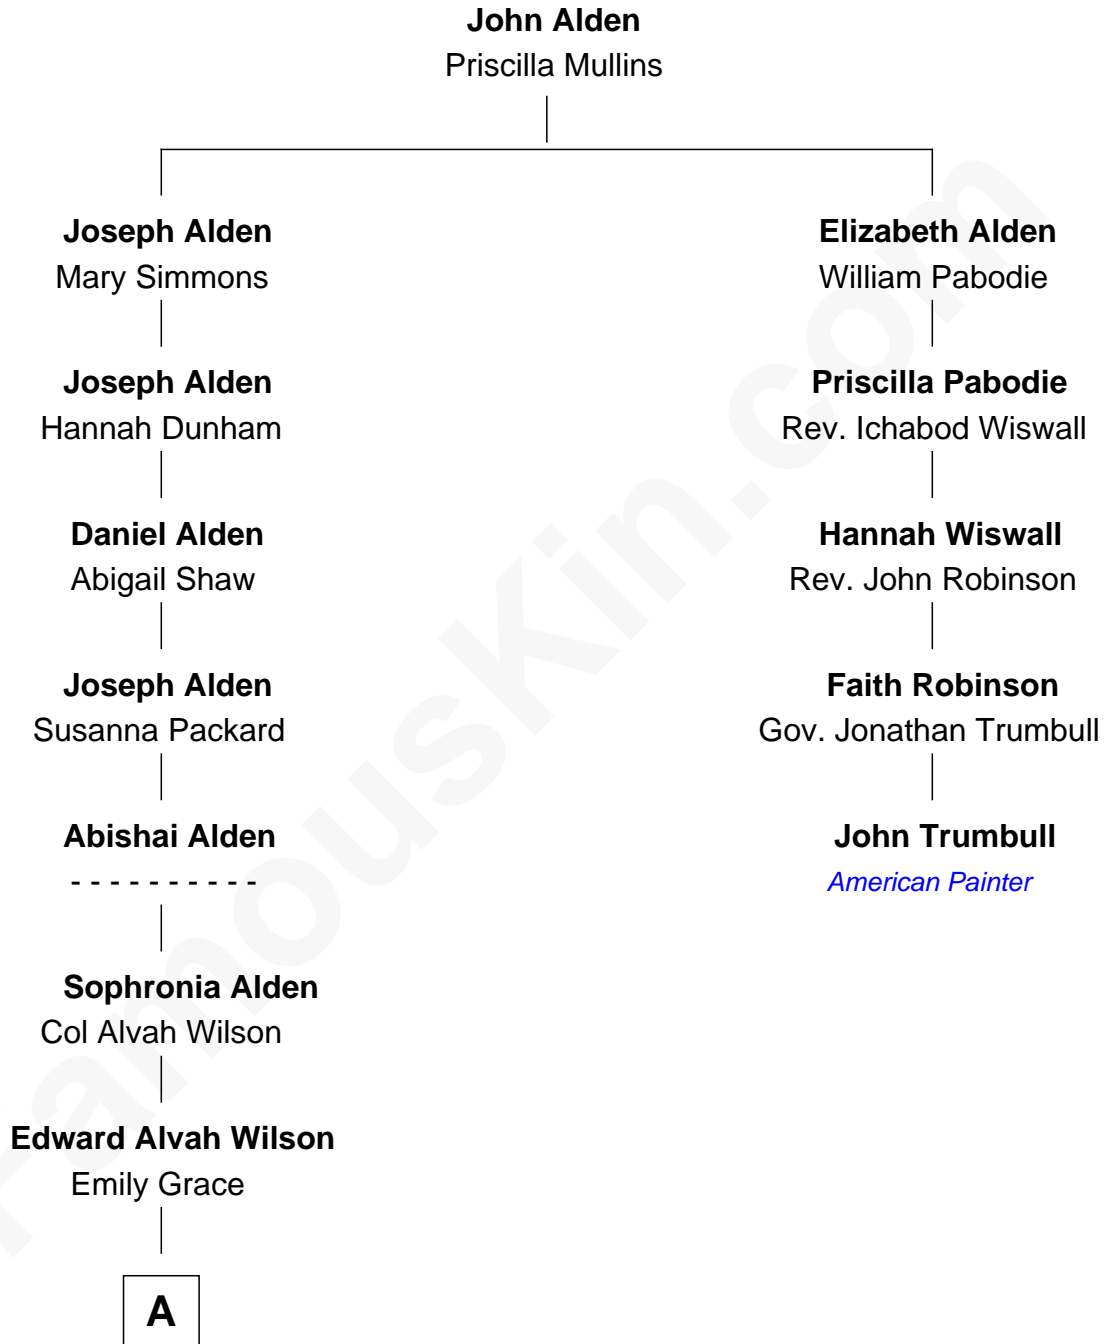 John Alden
Priscilla Mullins
Joseph Alden
Mary Simmons
Elizabeth Alden
William Pabodie
Joseph Alden
Hannah Dunham
Priscilla Pabodie
Rev. Ichabod Wiswall
Daniel Alden
Abigail Shaw
Hannah Wiswall
Rev. John Robinson
Joseph Alden
Susanna Packard
Faith Robinson
Gov. Jonathan Trumbull
Abishai Alden
- - - - - - - - - -
John Trumbull
American Painter
Sophronia Alden
Col Alvah Wilson
Edward Alvah Wilson
Emily Grace
A
FamousKin.com